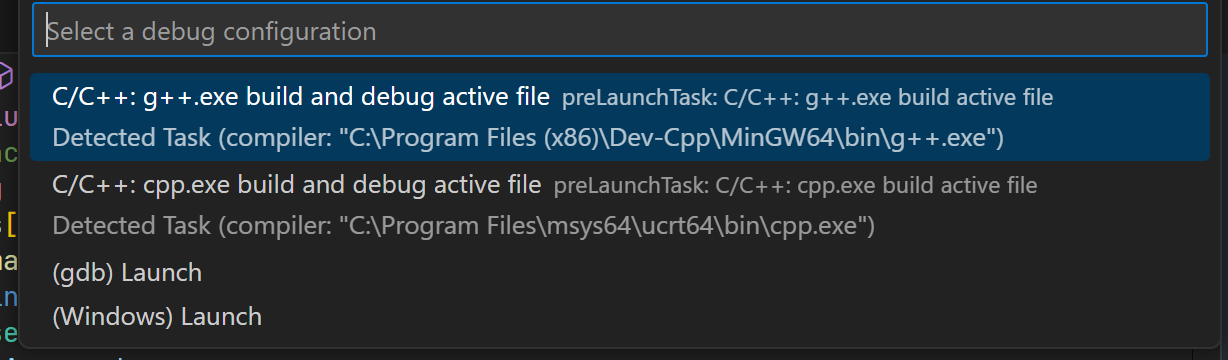 Select a debug configuration
C/C++: g++.exe build and debug active file preLaunchTask: C/C++: g++.exe build active file
Detected Task (compiler: "C:\Program Files (x86)\Dev-Cpp\MinGW64\bin\g++.exe")
C/C++: cpp.exe build and debug active file preLaunchTask: C/C++: cpp.exe build active file
Detected Task (compiler: "C:\Program Files\msys64\ucrt64\bin\cpp.exe")
(gdb) Launch
(Windows) Launch